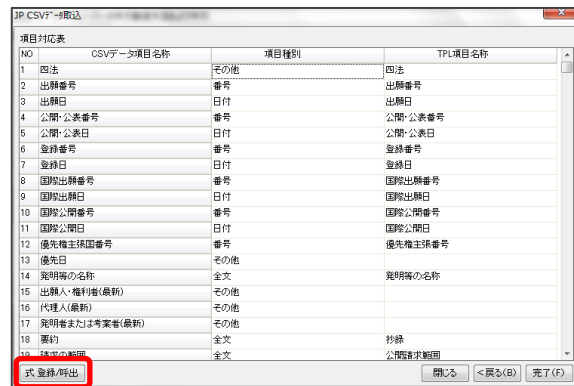 JP CSVﾃﾞｰﾀ取込
項目対応表
NO CSVデータ項目名称 項目種別 TPL項目名称
1 四法 その他 四法
2 出願番号 番号 出願番号
3 出願日 日付 出願日
4 公開・公表番号 番号 公開・公表番号
5 公開・公表日 日付 公開・公表日
6 登録番号 番号 登録番号
7 登録日 日付 登録日
8 国際出願番号 番号 国際出願番号
9 国際出願日 日付 国際出願日
10 国際公開番号 番号 国際公開番号
11 国際公開日 日付 国際公開日
12 優先権主張国番号 番号 優先権主張番号
13 優先日 その他
14 発明等の名称 全文 発明等の名称
15 出願人・権利者(最新) その他
16 代理人(最新) その他
17 発明者または考案者(最新) その他
18 要約 全文 抄録
19 請求の範囲 全文 公開請求範囲
式 登録/呼出 閉じる <戻る(B) 完了(F)